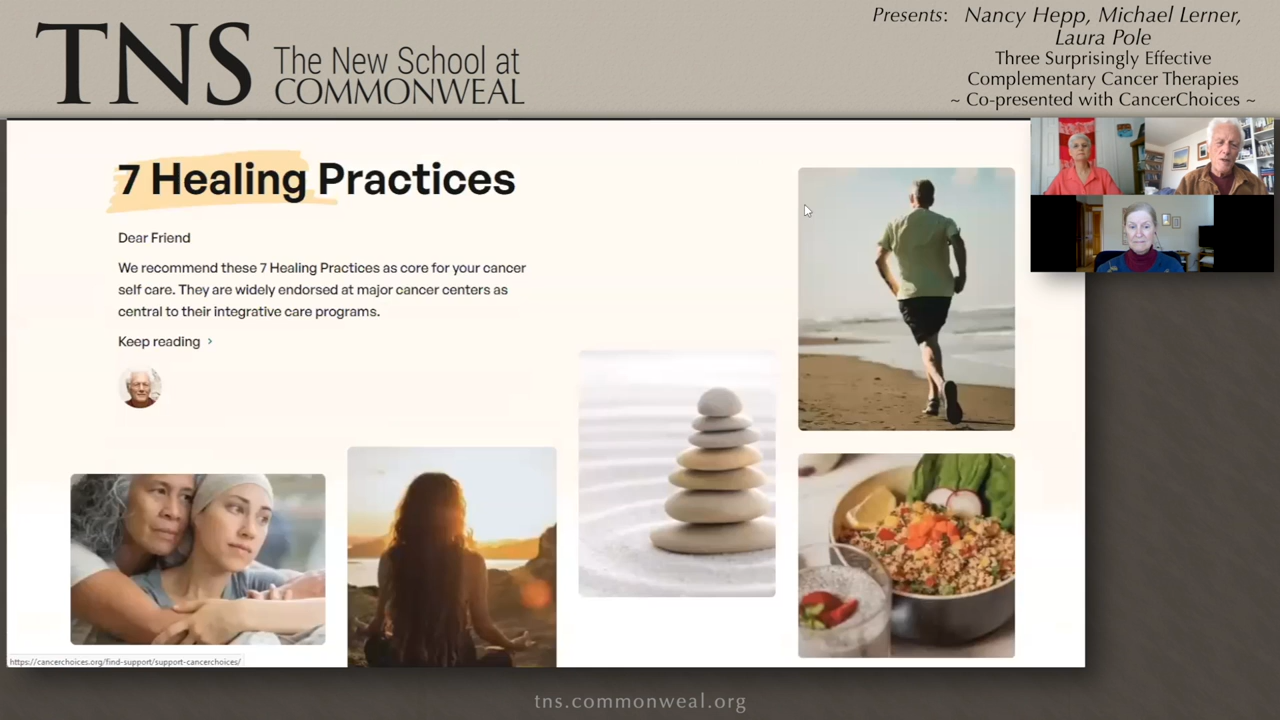 TNS
The New School at
COMMONWEAL
Presents: Nancy Hepp, Michael Lerner,
Laura Pole
Three Surprisingly Effective
Complementary Cancer Therapies
~ Co-presented with CancerChoices ~
7 Healing Practices
Dear Friend
We recommend these 7 Healing Practices as core for your cancer
self care. They are widely endorsed at major cancer centers as
central to their integrative care programs.
Keep reading ›
https://cancerchoices.org/find-support/support-cancerchoices/
tns.commonweal.org